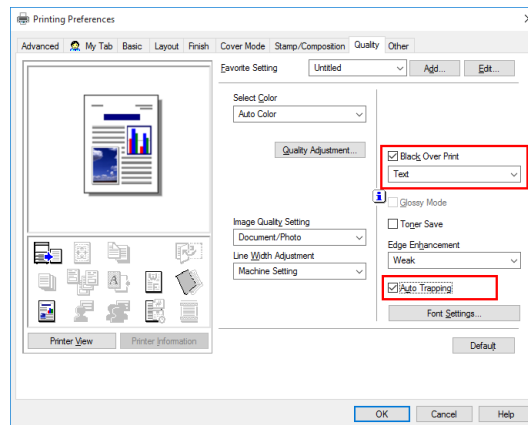 Printing Preferences
Advanced My Tab Basic Layout Finish Cover Mode Stamp/Composition Quality Other
Favorite Setting Untitled Add... Edit...
Select Color
Auto Color
Quality Adjustment...
Black Over Print
Text
Glossy Mode
Toner Save
Image Quality Setting
Document/Photo
Edge Enhancement
Weak
Line Width Adjustment
Machine Setting
Auto Trapping
Font Settings...
Printer View Printer Information
Default
OK Cancel Help